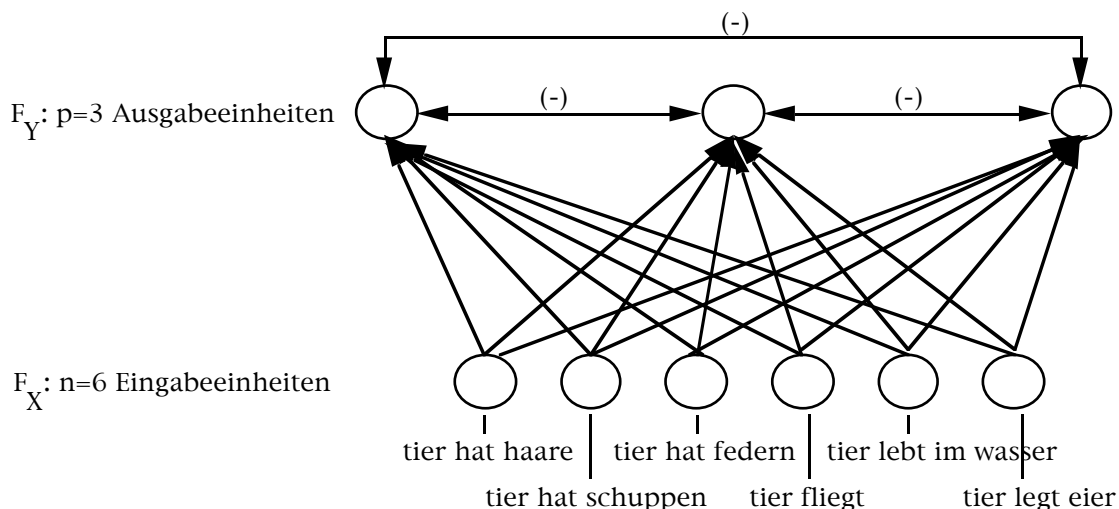 (-)
F_Y: p=3 Ausgabeeinheiten
(-)
(-)
F_X: n=6 Eingabeeinheiten
tier hat haare
tier hat federn
tier lebt im wasser
tier hat schuppen
tier fliegt
tier legt eier